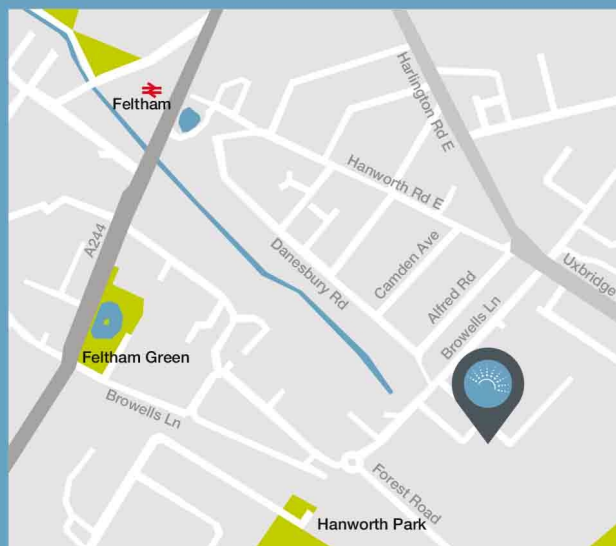 Feltham
Harlington Rd E
Hanworth Rd E
A244
Danesbury Rd
Camden Ave
Alfred Rd
Uxbridge
Browells Ln
Feltham Green
Browells Ln
Forest Road
Hanworth Park